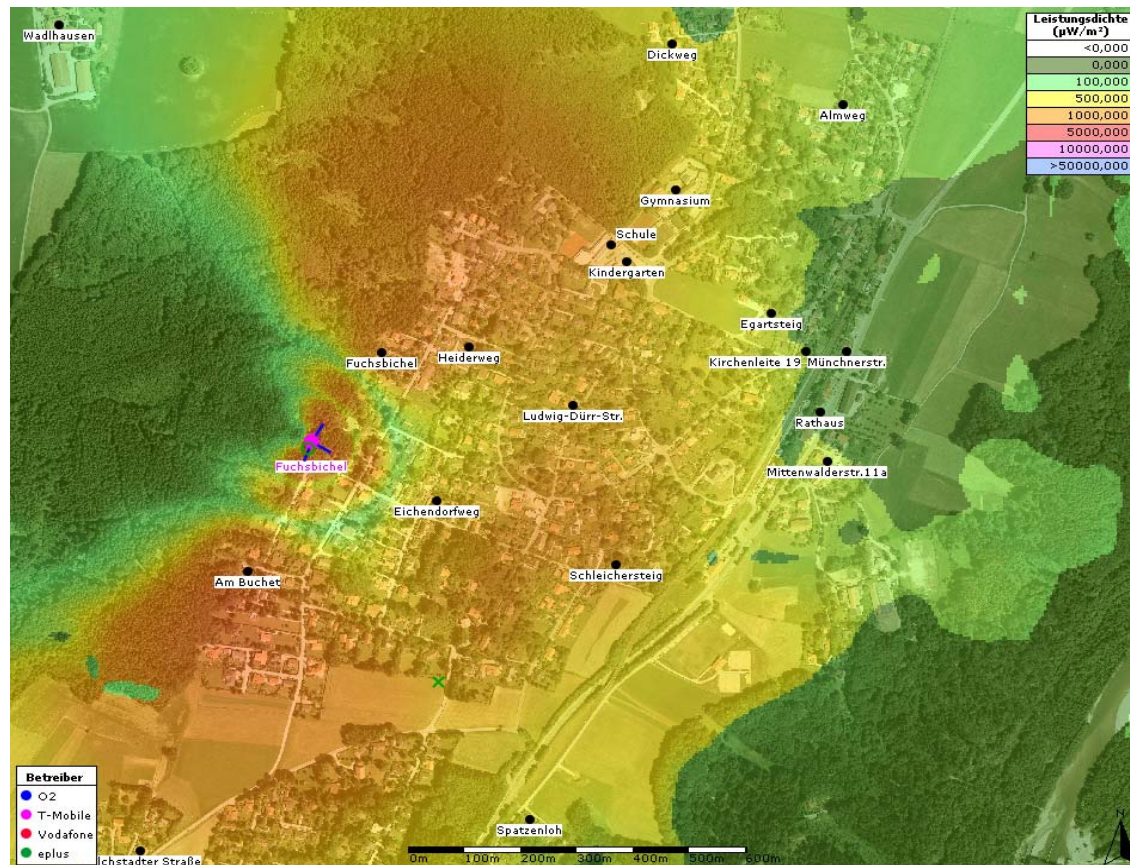 Wadlhausen
Dickweg
Almweg
Gymnasium
Schule
Kindergarten
Egartsteig
Kirchenleite 19
Münchnerstr.
Fuchsbichel
Heiderweg
Ludwig-Dürr-Str.
Rathaus
Fuchsbichel
Mittenwalderstr.11a
Eichendorfweg
Am Buchet
Schleichersteig
Spatzenloh
lchstadter Straße
Leistungsdichte
(µW/m²)
<0,000
0,000
100,000
500,000
1000,000
5000,000
10000,000
>50000,000
Betreiber
O2
T-Mobile
Vodafone
eplus
0m 100m 200m 300m 400m 500m 600m
N